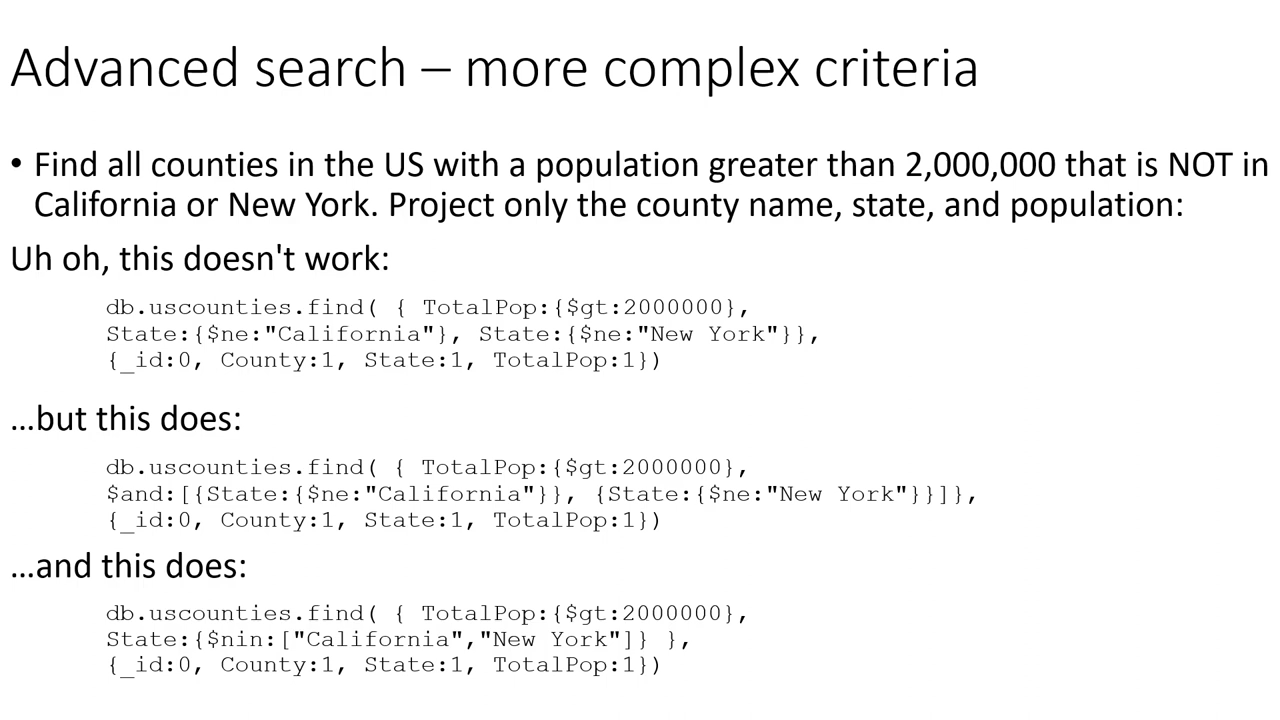 Advanced search – more complex criteria
• Find all counties in the US with a population greater than 2,000,000 that is NOT in
California or New York. Project only the county name, state, and population:
Uh oh, this doesn't work:
db.uscounties.find( { TotalPop:{$gt:2000000},
State:{$ne:"California"}, State:{$ne:"New York"}},
{_id:0, County:1, State:1, TotalPop:1})
…but this does:
db.uscounties.find( { TotalPop:{$gt:2000000},
$and:[{State:{$ne:"California"}}, {State:{$ne:"New York"}}]},
{_id:0, County:1, State:1, TotalPop:1})
…and this does:
db.uscounties.find( { TotalPop:{$gt:2000000},
State:{$nin:["California","New York"]} },
{_id:0, County:1, State:1, TotalPop:1})